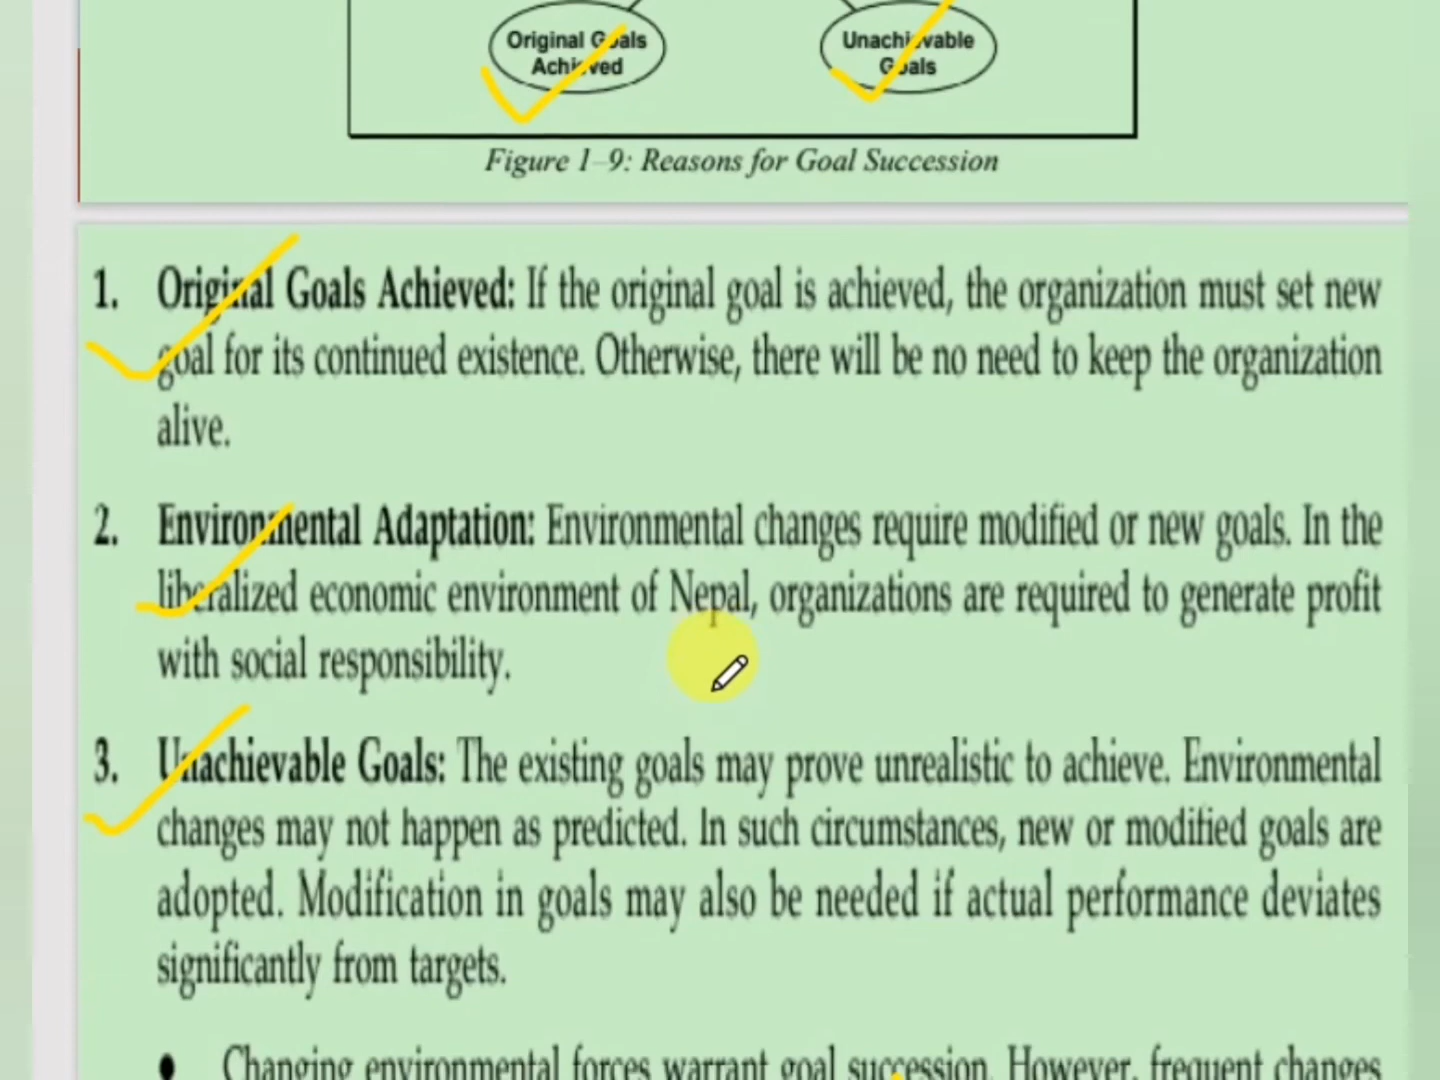 Original Goals
Achieved
Unachievable
Goals
Figure 1-9: Reasons for Goal Succession
1. Original Goals Achieved: If the original goal is achieved, the organization must set new
goal for its continued existence. Otherwise, there will be no need to keep the organization
alive.
2. Environmental Adaptation: Environmental changes require modified or new goals. In the
liberalized economic environment of Nepal, organizations are required to generate profit
with social responsibility.
3. Unachievable Goals: The existing goals may prove unrealistic to achieve. Environmental
changes may not happen as predicted. In such circumstances, new or modified goals are
adopted. Modification in goals may also be needed if actual performance deviates
significantly from targets.
• Changing environmental forces warrant goal succession. However, frequent changes